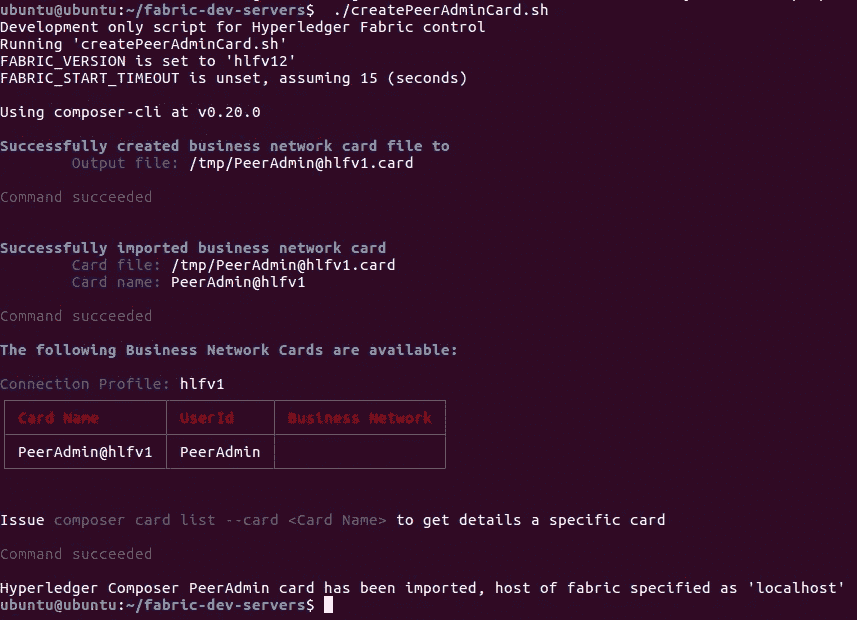 ubuntu@ubuntu:~/fabric-dev-servers$  ./createPeerAdminCard.sh
Development only script for Hyperledger Fabric control
Running 'createPeerAdminCard.sh'
FABRIC_VERSION is set to 'hlfv12'
FABRIC_START_TIMEOUT is unset, assuming 15 (seconds)
Using composer-cli at v0.20.0
Successfully created business network card file to
Output file: /tmp/PeerAdmin@hlfv1.card
Command succeeded
Successfully imported business network card
Card file: /tmp/PeerAdmin@hlfv1.card
Card name: PeerAdmin@hlfv1
Command succeeded
The following Business Network Cards are available:
Connection Profile: hlfv1
Card Name UserId Business Network
PeerAdmin@hlfv1 PeerAdmin
Issue composer card list --card <Card Name> to get details a specific card
Command succeeded
Hyperledger Composer PeerAdmin card has been imported, host of fabric specified as 'localhost'
ubuntu@ubuntu:~/fabric-dev-servers$